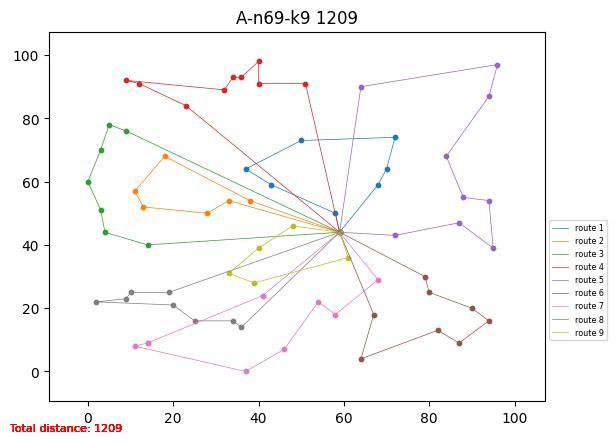 A-n69-k9 1209
100
80
60
40
20
0
0 20 40 60 80 100
route 1
route 2
route 3
route 4
route 5
route 6
route 7
route 8
route 9
Total distance: 1209